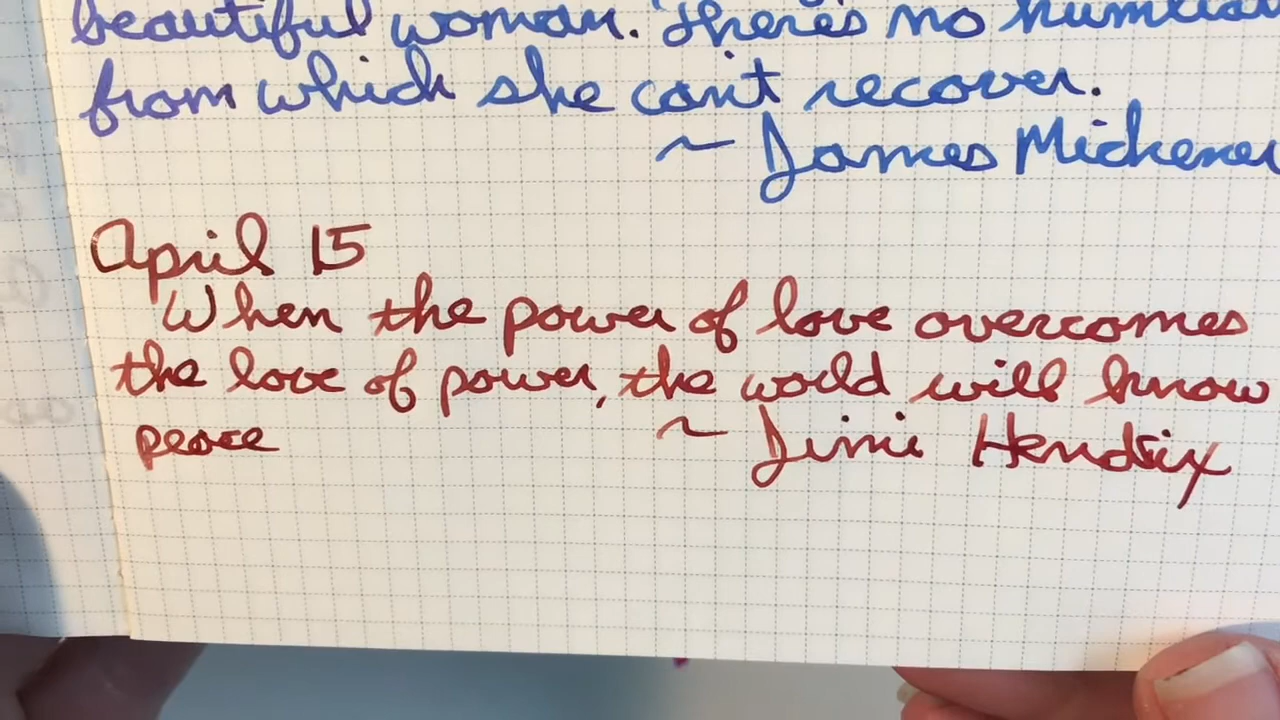 beautiful woman. There's no
from which she can't recover.
~ James Michener
April 15
When the power of love overcomes
the love of power, the world will know
peace ~ Jimi Hendrix